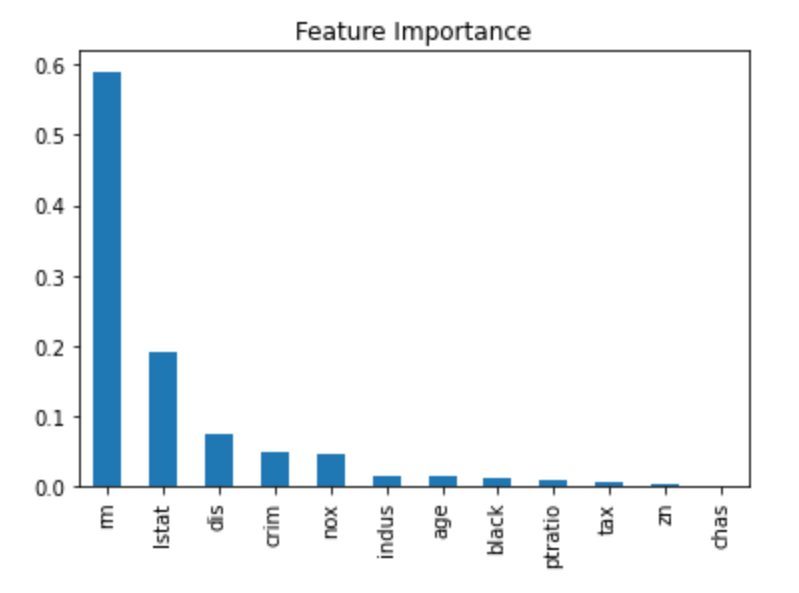 Feature Importance
0.6
0.5
0.4
0.3
0.2
0.1
0.0
rm
lstat
dis
crim
nox
indus
age
black
ptratio
tax
zn
chas